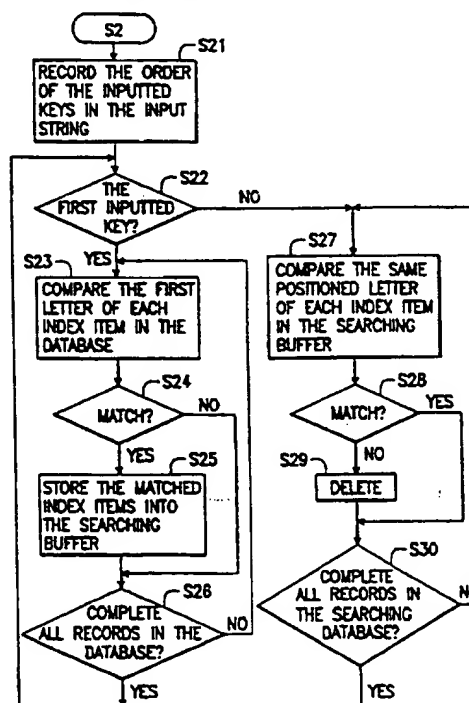 S2
S21
RECORD THE ORDER
OF THE INPUTTED
KEYS IN THE INPUT
STRING
S22
THE
FIRST INPUTTED
KEY?
NO
YES
S23
COMPARE THE FIRST
LETTER OF EACH
INDEX ITEM IN THE
DATABASE
S24
MATCH?
NO
YES
S25
STORE THE MATCHED
INDEX ITEMS INTO
THE SEARCHING
BUFFER
S26
COMPLETE
ALL RECORDS IN THE
DATABASE?
NO
YES
S27
COMPARE THE SAME
POSITIONED LETTER
OF EACH INDEX ITEM
IN THE SEARCHING
BUFFER
S28
MATCH?
YES
NO
S29
DELETE
S30
COMPLETE
ALL RECORDS IN
THE SEARCHING
DATABASE?
NO
YES